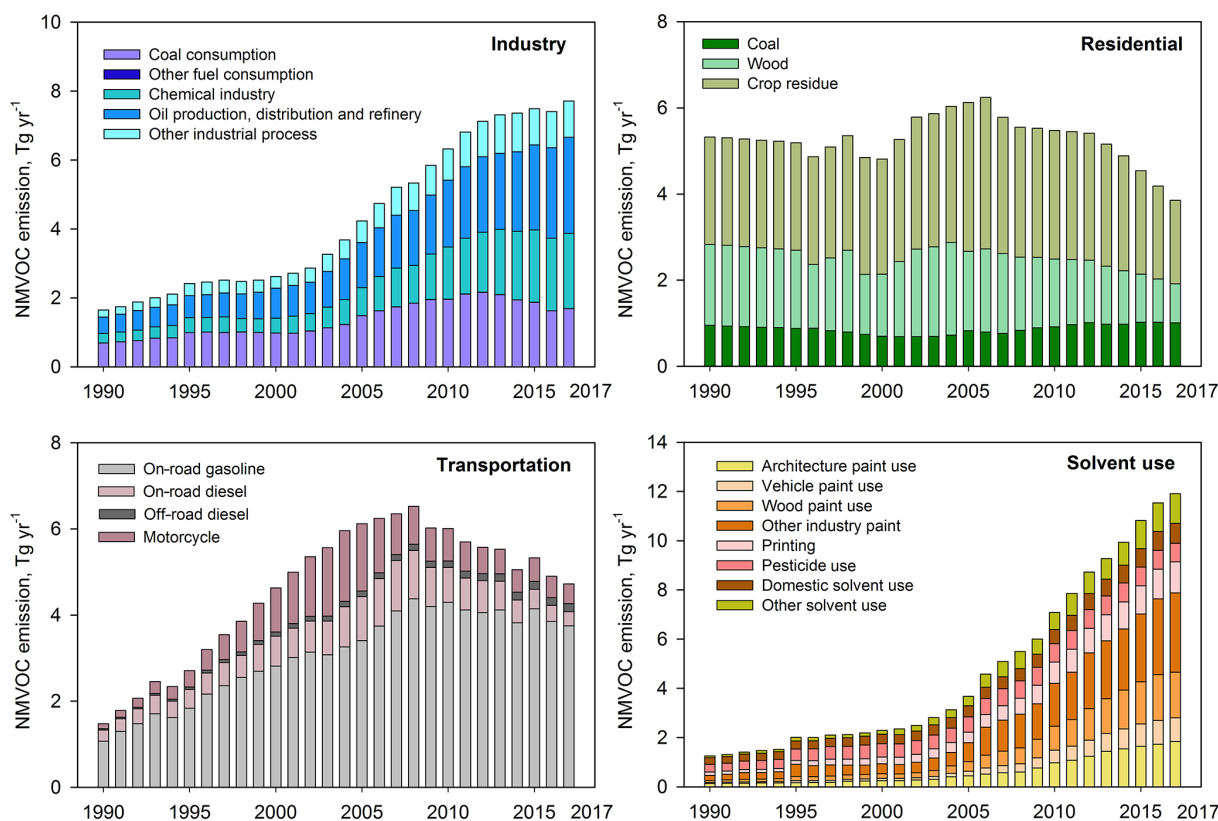 Industry
NMVOC emission, Tg yr-1
10
8
6
4
2
0
Coal consumption
Other fuel consumption
Chemical industry
Oil production, distribution and refinery
Other industrial process
1990 1995 2000 2005 2010 2015 2017
Residential
NMVOC emission, Tg yr-1
8
6
4
2
0
Coal
Wood
Crop residue
1990 1995 2000 2005 2010 2015 2017
Transportation
NMVOC emission, Tg yr-1
8
6
4
2
0
On-road gasoline
On-road diesel
Off-road diesel
Motorcycle
1990 1995 2000 2005 2010 2015 2017
Solvent use
NMVOC emission, Tg yr-1
14
12
10
8
6
4
2
0
Architecture paint use
Vehicle paint use
Wood paint use
Other industry paint
Printing
Pesticide use
Domestic solvent use
Other solvent use
1990 1995 2000 2005 2010 2015 2017